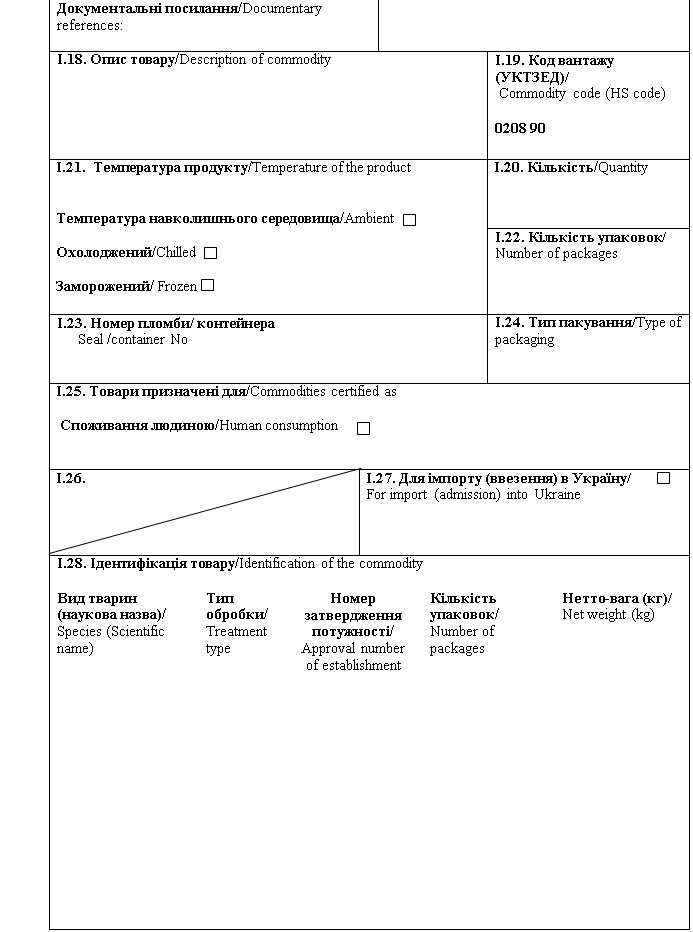 Документальні посилання/Documentary
references:
I.18. Опис товару/Description of commodity
I.19. Код вантажу
(УКТЗЕД)/
Commodity code (HS code)
0208 90
I.21. Температура продукту/Temperature of the product
I.20. Кількість/Quantity
Температура навколишнього середовища/Ambient
I.22. Кількість упаковок/
Number of packages
Охолоджений/Chilled
Заморожений/ Frozen
I.23. Номер пломби/ контейнера
Seal /container No
I.24. Тип пакування/Type of
packaging
I.25. Товари призначені для/Commodities certified as
Споживання людиною/Human consumption
I.26.
I.27. Для імпорту (ввезення) в Україну/
For import (admission) into Ukraine
I.28. Ідентифікація товару/Identification of the commodity
Вид тварин
(наукова назва)/
Species (Scientific
name)
Тип
обробки/
Treatment
type
Номер
затвердження
потужності/
Approval number
of establishment
Кількість
упаковок/
Number of
packages
Нетто-вага (кг)/
Net weight (kg)